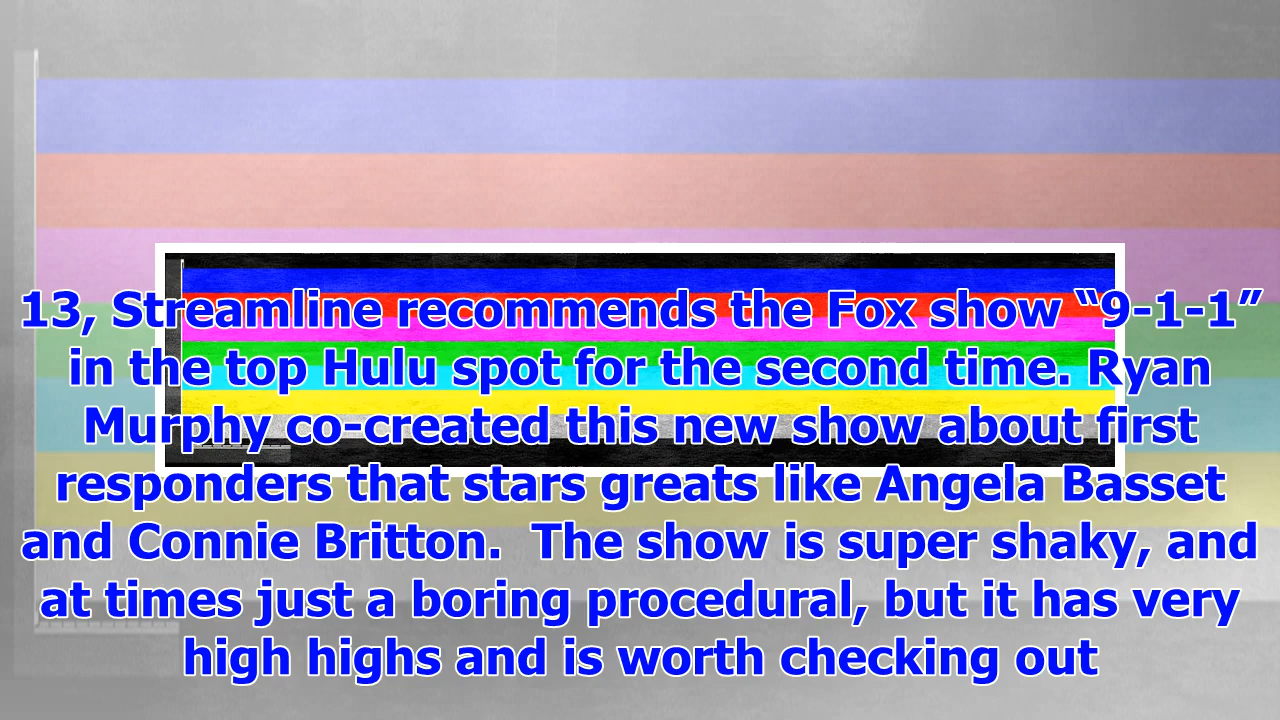 13, Streamline recommends the Fox show “9-1-1”
in the top Hulu spot for the second time. Ryan
Murphy co-created this new show about first
responders that stars greats like Angela Basset
and Connie Britton.  The show is super shaky, and
at times just a boring procedural, but it has very
high highs and is worth checking out